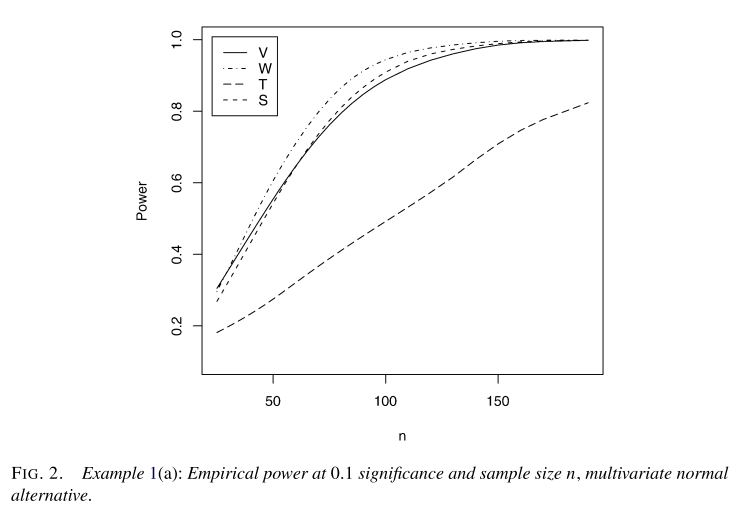 1.0
0.8
0.6
0.4
0.2
Power
V
W
T
S
50 100 150
n
FIG. 2. Example 1(a): Empirical power at 0.1 significance and sample size n, multivariate normal
alternative.